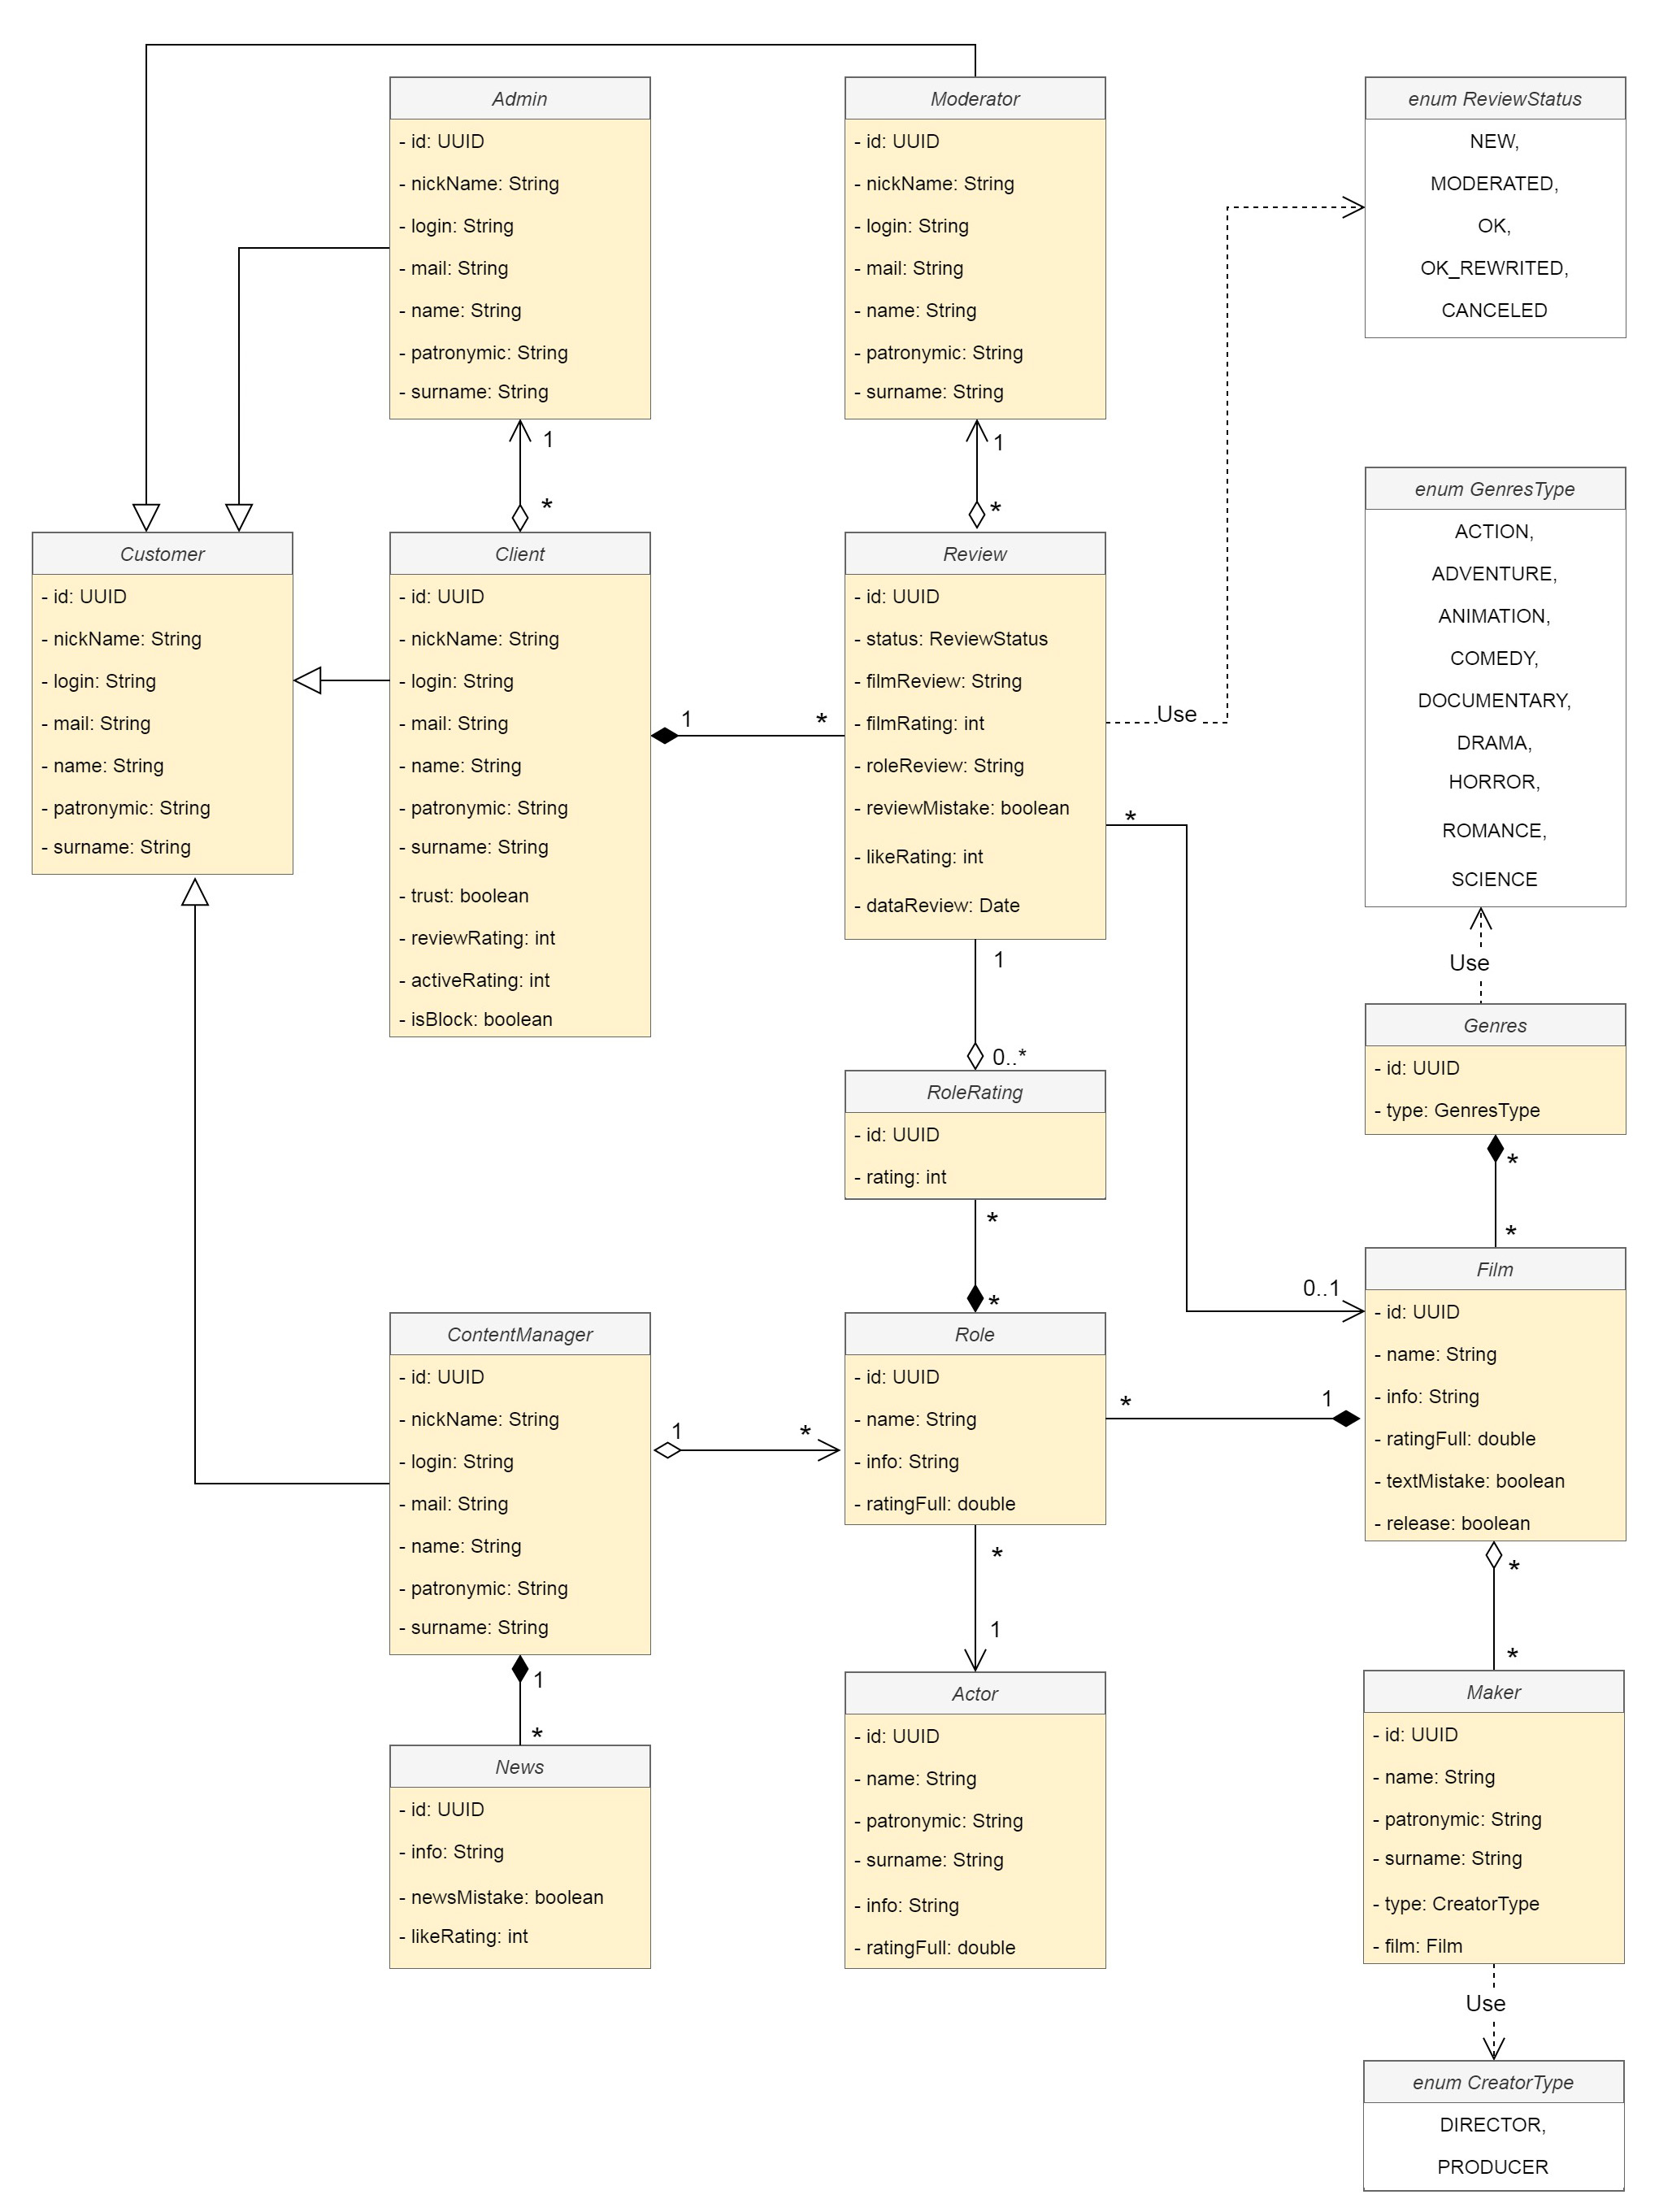 Admin
- id: UUID
- nickName: String
- login: String
- mail: String
- name: String
- patronymic: String
- surname: String
1
*
Moderator
- id: UUID
- nickName: String
- login: String
- mail: String
- name: String
- patronymic: String
- surname: String
1
*
enum ReviewStatus
NEW,
MODERATED,
OK,
OK_REWRITED,
CANCELED
Customer
- id: UUID
- nickName: String
- login: String
- mail: String
- name: String
- patronymic: String
- surname: String
Client
- id: UUID
- nickName: String
- login: String
- mail: String
- name: String
- patronymic: String
- surname: String
- trust: boolean
- reviewRating: int
- activeRating: int
- isBlock: boolean
1
*
Review
- id: UUID
- status: ReviewStatus
- filmReview: String
- filmRating: int
- roleReview: String
- reviewMistake: boolean
- likeRating: int
- dataReview: Date
Use
*
1
0..*
enum GenresType
ACTION,
ADVENTURE,
ANIMATION,
COMEDY,
DOCUMENTARY,
DRAMA,
HORROR,
ROMANCE,
SCIENCE
Use
Genres
- id: UUID
- type: GenresType
*
*
RoleRating
- id: UUID
- rating: int
*
*
Film
- id: UUID
- name: String
- info: String
- ratingFull: double
- textMistake: boolean
- release: boolean
0..1
1
*
*
*
ContentManager
- id: UUID
- nickName: String
- login: String
- mail: String
- name: String
- patronymic: String
- surname: String
1
*
1
*
Role
- id: UUID
- name: String
- info: String
- ratingFull: double
*
1
News
- id: UUID
- info: String
- newsMistake: boolean
- likeRating: int
Actor
- id: UUID
- name: String
- patronymic: String
- surname: String
- info: String
- ratingFull: double
Maker
- id: UUID
- name: String
- patronymic: String
- surname: String
- type: CreatorType
- film: Film
Use
enum CreatorType
DIRECTOR,
PRODUCER